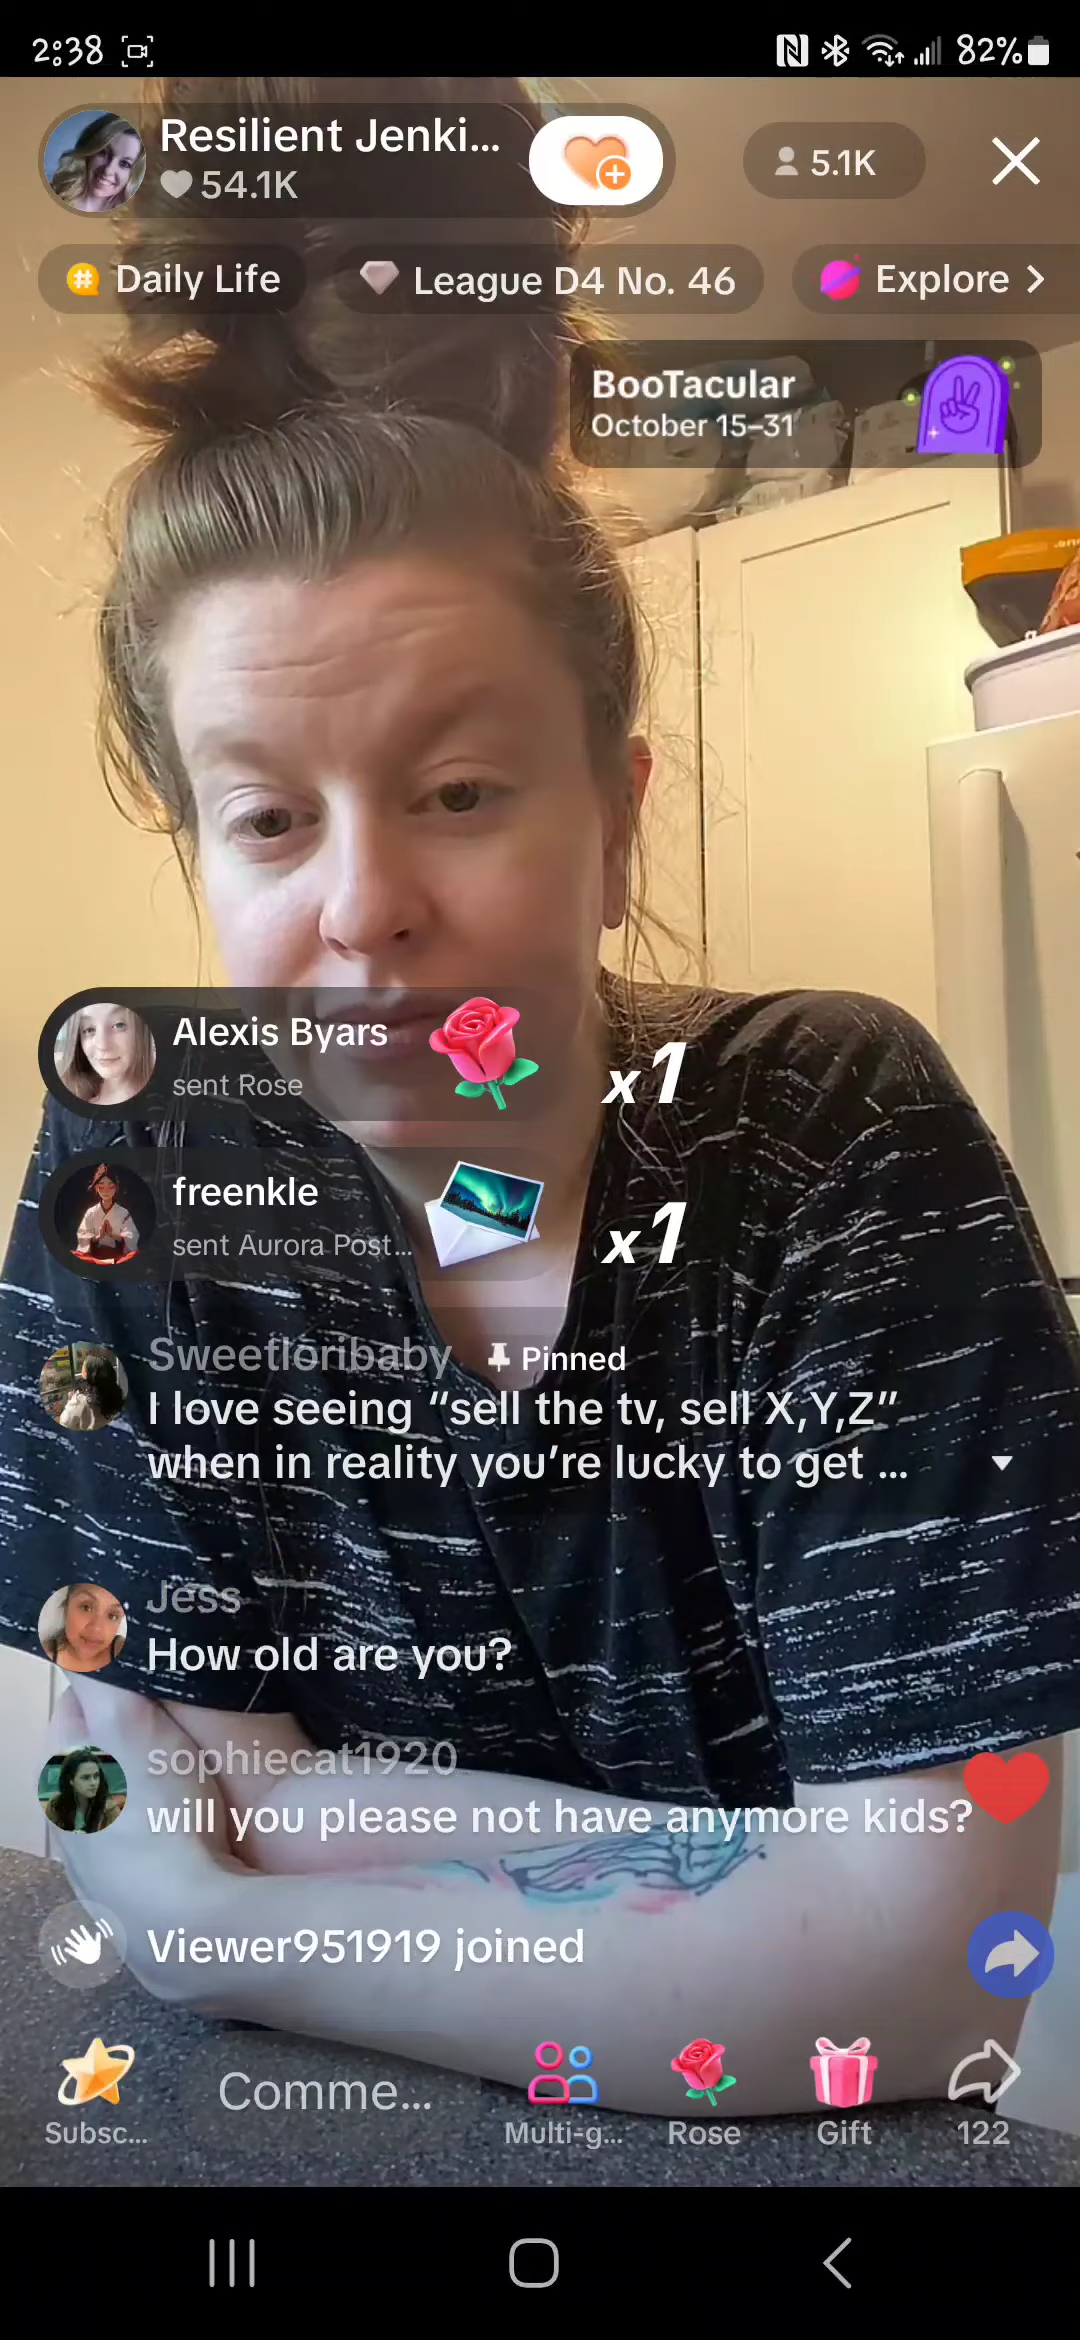 2:38 82%
Resilient Jenki...
54.1K
5.1K
Daily Life
League D4 No. 46
Explore >
BooTacular
October 15–31
Alexis Byars
sent Rose
x1
freenkle
sent Aurora Post...
x1
Sweetloribaby Pinned
I love seeing “sell the tv, sell X,Y,Z”
when in reality you’re lucky to get ...
Jess
How old are you?
sophiecat1920
will you please not have anymore kids?
Viewer951919 joined
Comme...
Subsc... Multi-g... Rose Gift 122